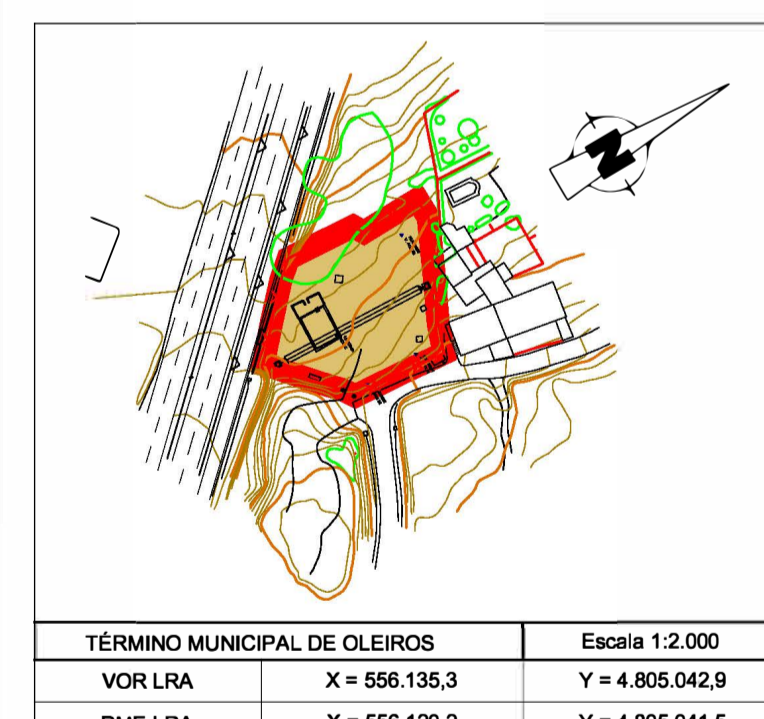 N
TÉRMINO MUNICIPAL DE OLEIROS Escala 1:2.000
VOR LRA X = 556.135,3 Y = 4.805.042,9